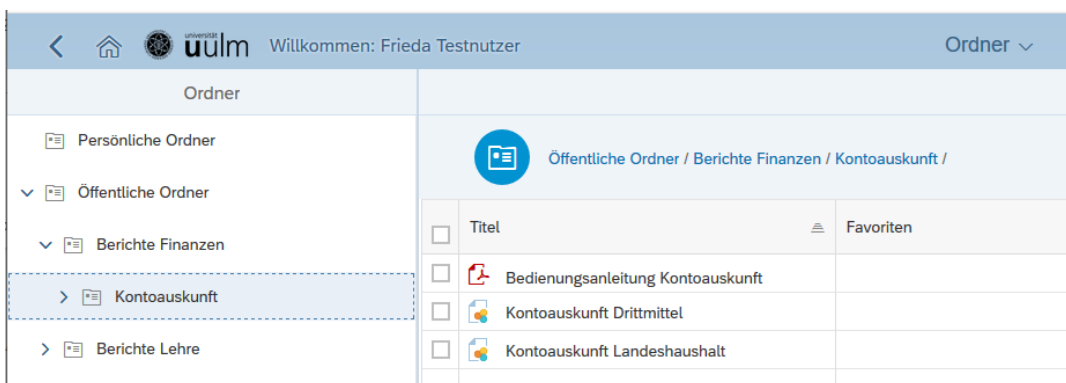 universität
uulm Willkommen: Frieda Testnutzer Ordner
Ordner
Persönliche Ordner
Öffentliche Ordner
Berichte Finanzen
Kontoauskunft
Berichte Lehre
Öffentliche Ordner / Berichte Finanzen / Kontoauskunft /
Titel Favoriten
Bedienungsanleitung Kontoauskunft
Kontoauskunft Drittmittel
Kontoauskunft Landeshaushalt